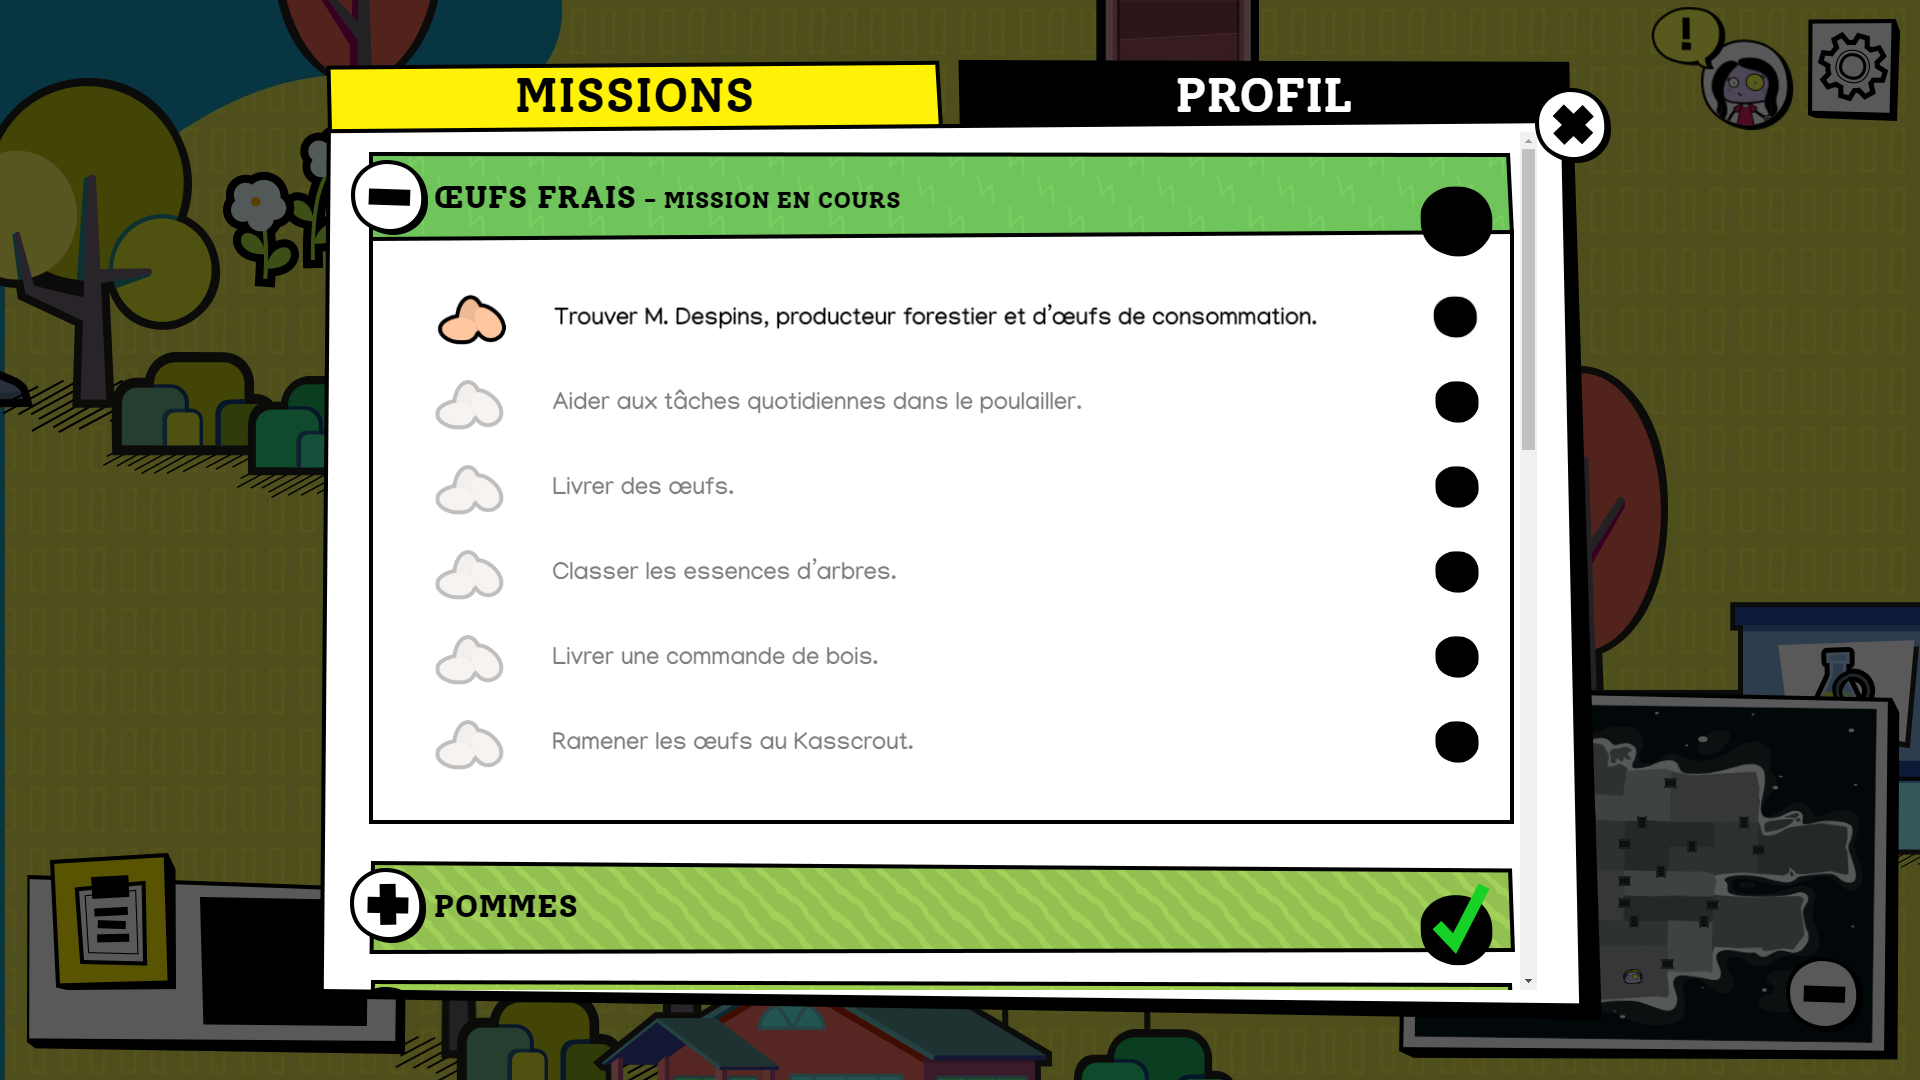 MISSIONS
PROFIL
!
ŒUFS FRAIS – MISSION EN COURS
Trouver M. Despins, producteur forestier et d’œufs de consommation.
Aider aux tâches quotidiennes dans le poulailler.
Livrer des œufs.
Classer les essences d’arbres.
Livrer une commande de bois.
Ramener les œufs au Kasscrout.
POMMES